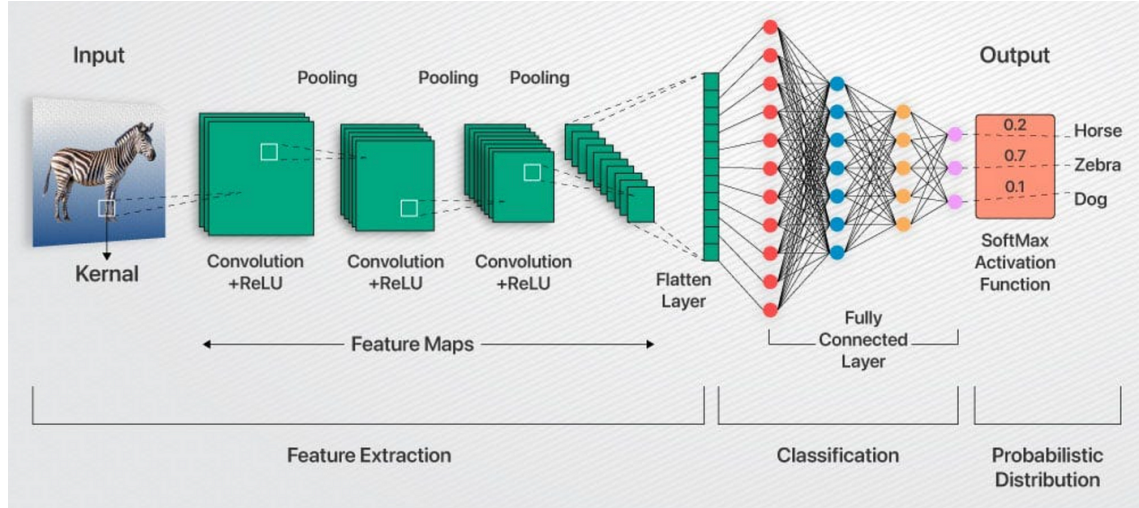 Input
Output
Pooling
Pooling
Pooling
0.2
Horse
0.7
Zebra
0.1
Dog
Kernal
Convolution
+ReLU
Convolution
+ReLU
Convolution
+ReLU
Flatten
Layer
SoftMax
Activation
Function
Feature Maps
Fully
Connected
Layer
Feature Extraction
Classification
Probabilistic
Distribution